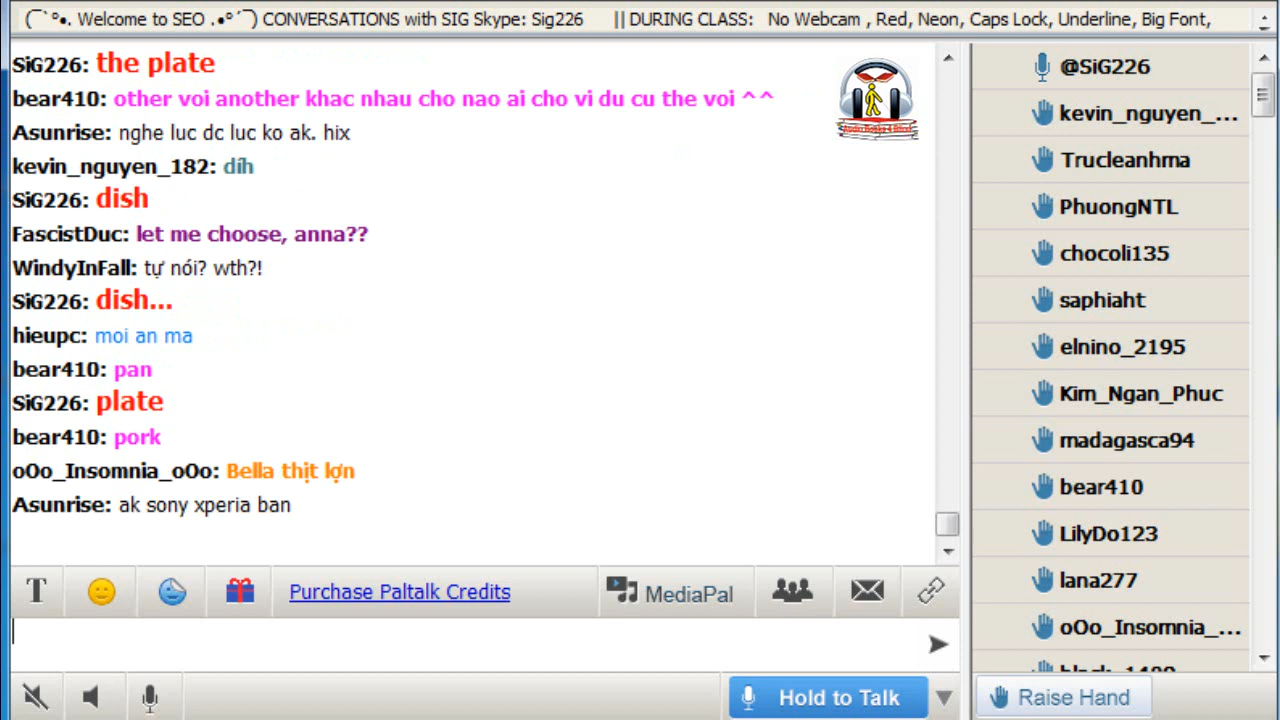 (¯`°•. Welcome to SEO .•°´¯) CONVERSATIONS with SIG Skype: Sig226 || DURING CLASS: No Webcam , Red, Neon, Caps Lock, Underline, Big Font,
SiG226: the plate
bear410: other voi another khac nhau cho nao ai cho vi du cu the voi ^^
Asunrise: nghe luc dc luc ko ak. hix
kevin_nguyen_182: díh
SiG226: dish
FascistDuc: let me choose, anna??
WindyInFall: tự nói? wth?!
SiG226: dish...
hieupc: moi an ma
bear410: pan
SiG226: plate
bear410: pork
oOo_Insomnia_oOo: Bella thịt lợn
Asunrise: ak sony xperia ban
T
Purchase Paltalk Credits
MediaPal
Hold to Talk
@SiG226
kevin_nguyen_...
Trucleanhma
PhuongNTL
chocoli135
saphiaht
elnino_2195
Kim_Ngan_Phuc
madagasca94
bear410
LilyDo123
lana277
oOo_Insomnia_...
Raise Hand